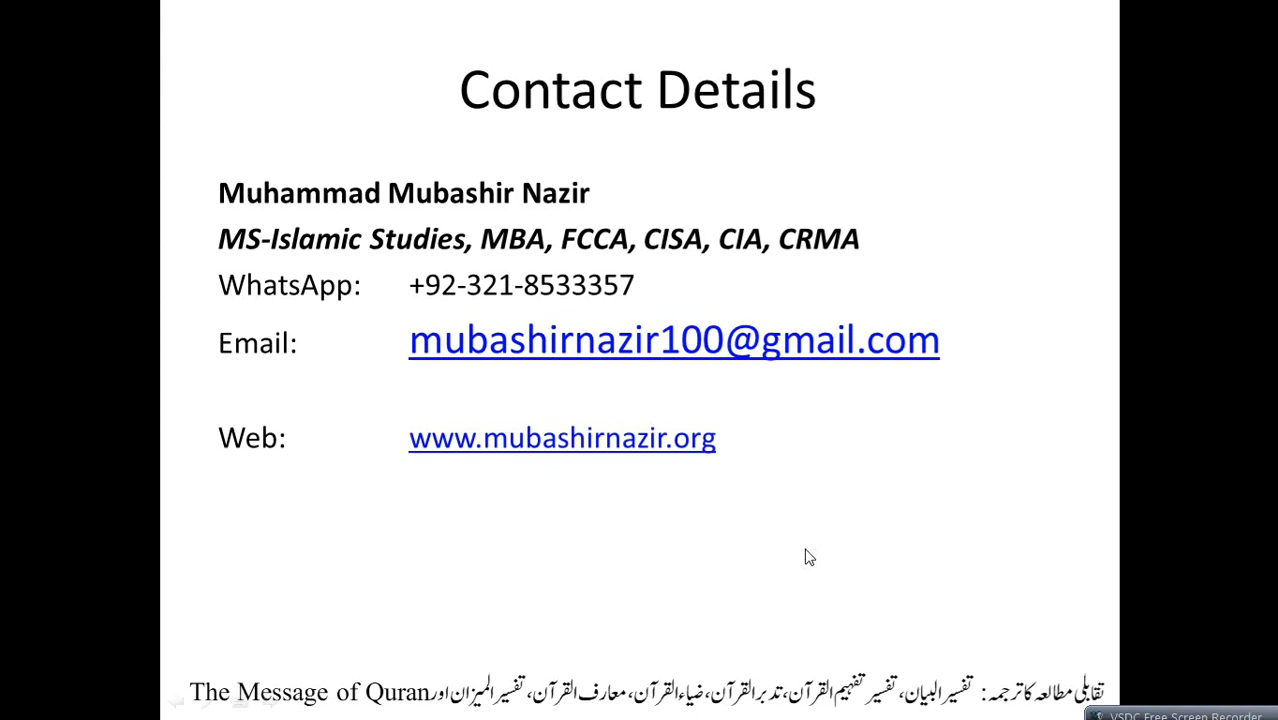 Contact Details
Muhammad Mubashir Nazir
MS-Islamic Studies, MBA, FCCA, CISA, CIA, CRMA
WhatsApp: +92-321-8533357
Email: mubashirnazir100@gmail.com
Web: www.mubashirnazir.org
تقابلی مطالعہ کا ترجمہ: تفسیر البیان، تفسیر تفہیم القرآن، تدبر القرآن، ضیاء القرآن، معارف القرآن، تفسیر المیزان اور The Message of Quran
VSDC Free Screen Recorder